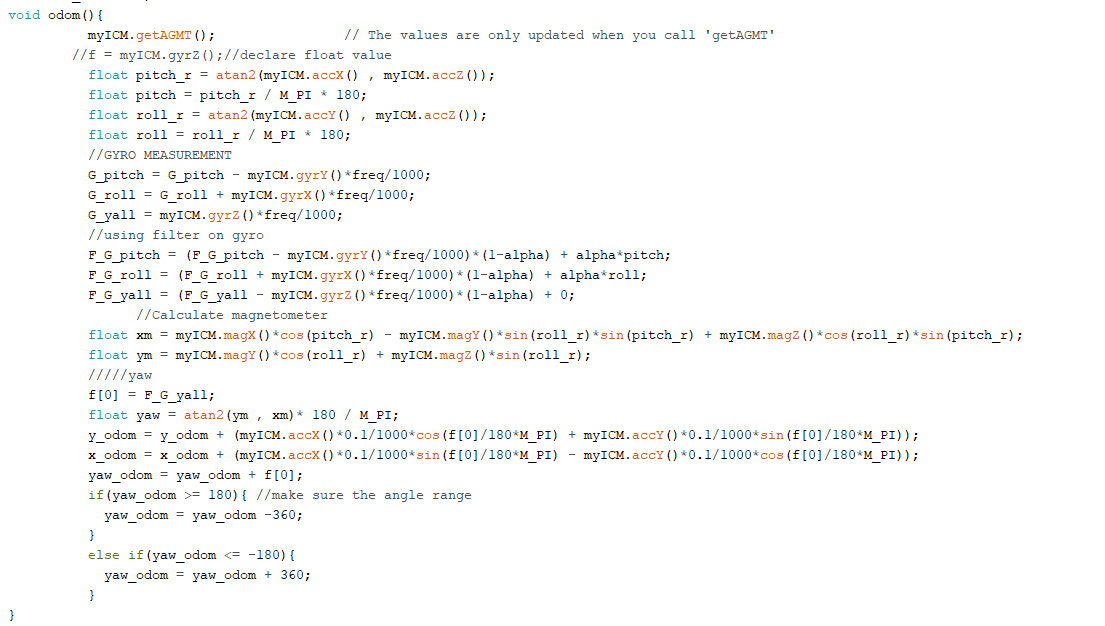 void odom(){
myICM.getAGMT(); // The values are only updated when you call 'getAGMT'
//f = myICM.gyrZ();//declare float value
float pitch_r = atan2(myICM.accX() , myICM.accZ());
float pitch = pitch_r / M_PI * 180;
float roll_r = atan2(myICM.accY() , myICM.accZ());
float roll = roll_r / M_PI * 180;
//GYRO MEASUREMENT
G_pitch = G_pitch - myICM.gyrY()*freq/1000;
G_roll = G_roll + myICM.gyrX()*freq/1000;
G_yall = myICM.gyrZ()*freq/1000;
//using filter on gyro
F_G_pitch = (F_G_pitch - myICM.gyrY()*freq/1000)*(1-alpha) + alpha*pitch;
F_G_roll = (F_G_roll + myICM.gyrX()*freq/1000)*(1-alpha) + alpha*roll;
F_G_yall = (F_G_yall - myICM.gyrZ()*freq/1000)*(1-alpha) + 0;
//Calculate magnetometer
float xm = myICM.magX()*cos(pitch_r) - myICM.magY()*sin(roll_r)*sin(pitch_r) + myICM.magZ()*cos(roll_r)*sin(pitch_r);
float ym = myICM.magY()*cos(roll_r) + myICM.magZ()*sin(roll_r);
/////yaw
f[0] = F_G_yall;
float yaw = atan2(ym , xm)* 180 / M_PI;
y_odom = y_odom + (myICM.accX()*0.1/1000*cos(f[0]/180*M_PI) + myICM.accY()*0.1/1000*sin(f[0]/180*M_PI));
x_odom = x_odom + (myICM.accX()*0.1/1000*sin(f[0]/180*M_PI) - myICM.accY()*0.1/1000*cos(f[0]/180*M_PI));
yaw_odom = yaw_odom + f[0];
if(yaw_odom >= 180){ //make sure the angle range
yaw_odom = yaw_odom -360;
}
else if(yaw_odom <= -180){
yaw_odom = yaw_odom + 360;
}
}